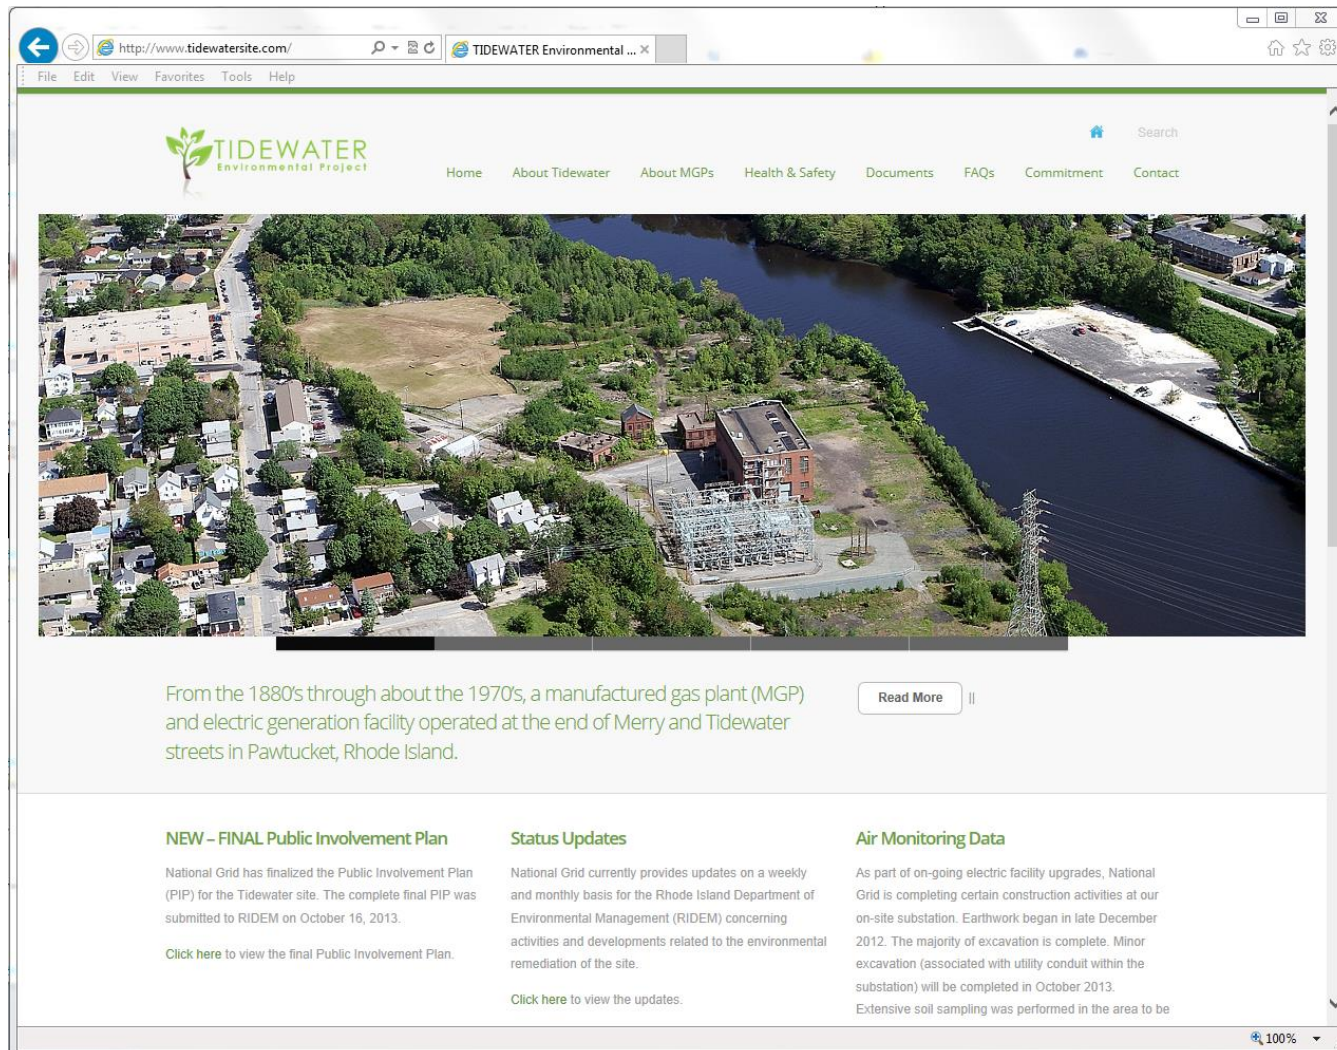 http://www.tidewatersite.com/
TIDEWATER Environmental ...
File Edit View Favorites Tools Help
TIDEWATER
Environmental Project
Search
Home About Tidewater About MGPs Health & Safety Documents FAQs Commitment Contact
From the 1880's through about the 1970's, a manufactured gas plant (MGP)
and electric generation facility operated at the end of Merry and Tidewater
streets in Pawtucket, Rhode Island.
Read More
NEW – FINAL Public Involvement Plan
National Grid has finalized the Public Involvement Plan
(PIP) for the Tidewater site. The complete final PIP was
submitted to RIDEM on October 16, 2013.
Click here to view the final Public Involvement Plan.
Status Updates
National Grid currently provides updates on a weekly
and monthly basis for the Rhode Island Department of
Environmental Management (RIDEM) concerning
activities and developments related to the environmental
remediation of the site.
Click here to view the updates.
Air Monitoring Data
As part of on-going electric facility upgrades, National
Grid is completing certain construction activities at our
on-site substation. Earthwork began in late December
2012. The majority of excavation is complete. Minor
excavation (associated with utility conduit within the
substation) will be completed in October 2013.
Extensive soil sampling was performed in the area to be
100%